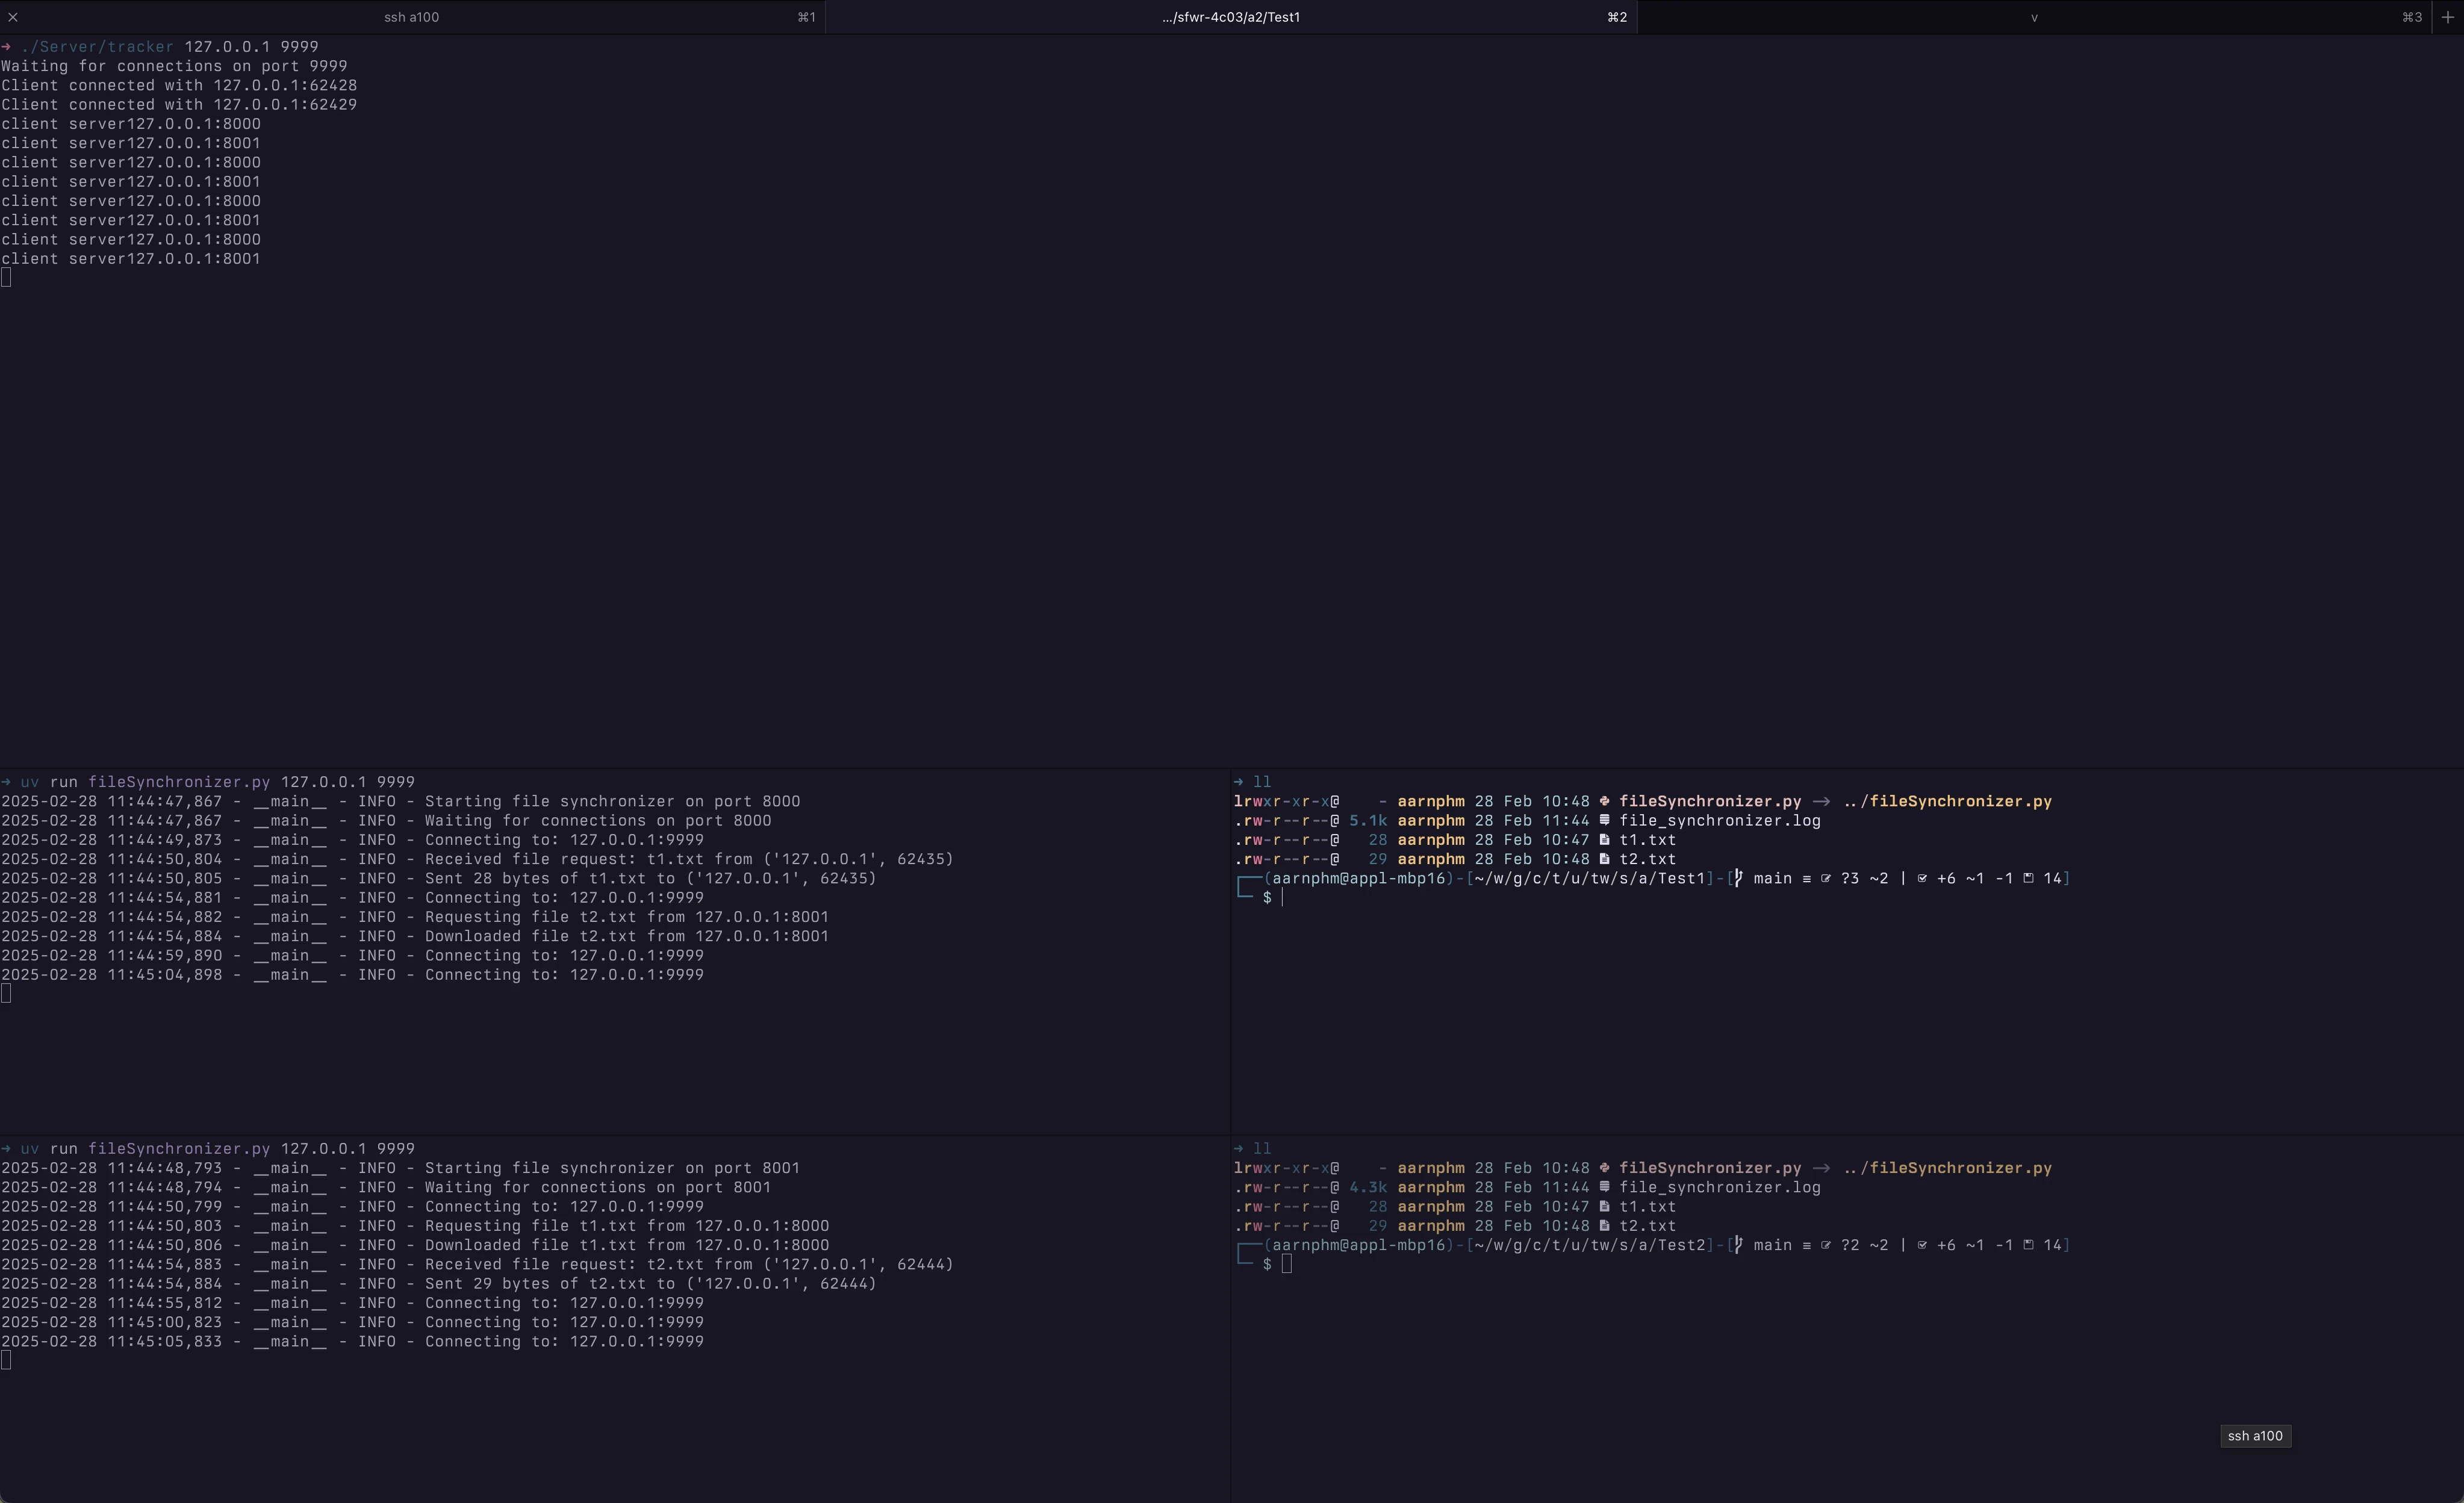 ssh a100 ⌘1 .../sfwr-4c03/a2/Test1 ⌘2 v ⌘3 +
→ ./Server/tracker 127.0.0.1 9999
Waiting for connections on port 9999
Client connected with 127.0.0.1:62428
Client connected with 127.0.0.1:62429
client server127.0.0.1:8000
client server127.0.0.1:8001
client server127.0.0.1:8000
client server127.0.0.1:8001
client server127.0.0.1:8000
client server127.0.0.1:8001
client server127.0.0.1:8000
client server127.0.0.1:8001
→ uv run fileSynchronizer.py 127.0.0.1 9999
2025-02-28 11:44:47,867 - __main__ - INFO - Starting file synchronizer on port 8000
2025-02-28 11:44:47,867 - __main__ - INFO - Waiting for connections on port 8000
2025-02-28 11:44:49,873 - __main__ - INFO - Connecting to: 127.0.0.1:9999
2025-02-28 11:44:50,804 - __main__ - INFO - Received file request: t1.txt from ('127.0.0.1', 62435)
2025-02-28 11:44:50,805 - __main__ - INFO - Sent 28 bytes of t1.txt to ('127.0.0.1', 62435)
2025-02-28 11:44:54,881 - __main__ - INFO - Connecting to: 127.0.0.1:9999
2025-02-28 11:44:54,882 - __main__ - INFO - Requesting file t2.txt from 127.0.0.1:8001
2025-02-28 11:44:54,884 - __main__ - INFO - Downloaded file t2.txt from 127.0.0.1:8001
2025-02-28 11:44:59,890 - __main__ - INFO - Connecting to: 127.0.0.1:9999
2025-02-28 11:45:04,898 - __main__ - INFO - Connecting to: 127.0.0.1:9999
→ ll
lrwxr-xr-x@ - aarnphm 28 Feb 10:48 fileSynchronizer.py → ../fileSynchronizer.py
.rw-r--r--@ 5.1k aarnphm 28 Feb 11:44 file_synchronizer.log
.rw-r--r--@ 28 aarnphm 28 Feb 10:47 t1.txt
.rw-r--r--@ 29 aarnphm 28 Feb 10:48 t2.txt
(aarnphm@appl-mbp16)-[~/w/g/c/t/u/tw/s/a/Test1]-[ main ≡ ?3 ~2 | +6 ~1 -1 14]
$
→ uv run fileSynchronizer.py 127.0.0.1 9999
2025-02-28 11:44:48,793 - __main__ - INFO - Starting file synchronizer on port 8001
2025-02-28 11:44:48,794 - __main__ - INFO - Waiting for connections on port 8001
2025-02-28 11:44:50,799 - __main__ - INFO - Connecting to: 127.0.0.1:9999
2025-02-28 11:44:50,803 - __main__ - INFO - Requesting file t1.txt from 127.0.0.1:8000
2025-02-28 11:44:50,806 - __main__ - INFO - Downloaded file t1.txt from 127.0.0.1:8000
2025-02-28 11:44:54,883 - __main__ - INFO - Received file request: t2.txt from ('127.0.0.1', 62444)
2025-02-28 11:44:54,884 - __main__ - INFO - Sent 29 bytes of t2.txt to ('127.0.0.1', 62444)
2025-02-28 11:44:55,812 - __main__ - INFO - Connecting to: 127.0.0.1:9999
2025-02-28 11:45:00,823 - __main__ - INFO - Connecting to: 127.0.0.1:9999
2025-02-28 11:45:05,833 - __main__ - INFO - Connecting to: 127.0.0.1:9999
→ ll
lrwxr-xr-x@ - aarnphm 28 Feb 10:48 fileSynchronizer.py → ../fileSynchronizer.py
.rw-r--r--@ 4.3k aarnphm 28 Feb 11:44 file_synchronizer.log
.rw-r--r--@ 28 aarnphm 28 Feb 10:47 t1.txt
.rw-r--r--@ 29 aarnphm 28 Feb 10:48 t2.txt
(aarnphm@appl-mbp16)-[~/w/g/c/t/u/tw/s/a/Test2]-[ main ≡ ?2 ~2 | +6 ~1 -1 14]
$
ssh a100